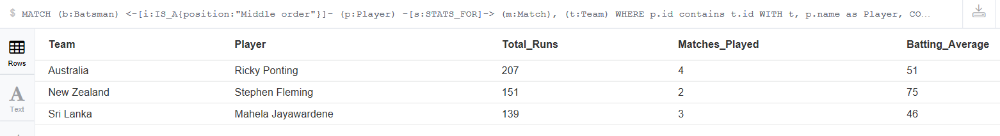 $ MATCH (b:Batsman) <-[i:IS_A{position:"Middle order"}]- (p:Player) -[s:STATS_FOR]-> (m:Match), (t:Team) WHERE p.id contains t.id WITH t, p.name as Player, CO…
Rows
Text
Team Player Total_Runs Matches_Played Batting_Average
Australia Ricky Ponting 207 4 51
New Zealand Stephen Fleming 151 2 75
Sri Lanka Mahela Jayawardene 139 3 46